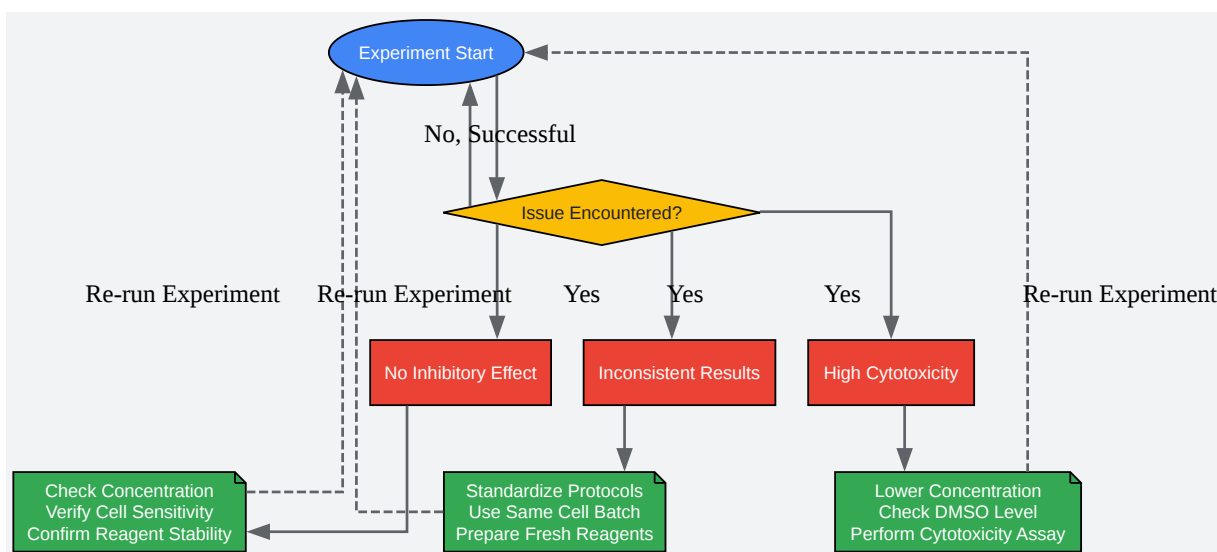 Experiment Start
No, Successful
Issue Encountered?
Re-run Experiment
Re-run Experiment
Yes
Yes
Yes
Re-run Experiment
No Inhibitory Effect
Inconsistent Results
High Cytotoxicity
Check Concentration
Verify Cell Sensitivity
Confirm Reagent Stability
Standardize Protocols
Use Same Cell Batch
Prepare Fresh Reagents
Lower Concentration
Check DMSO Level
Perform Cytotoxicity Assay